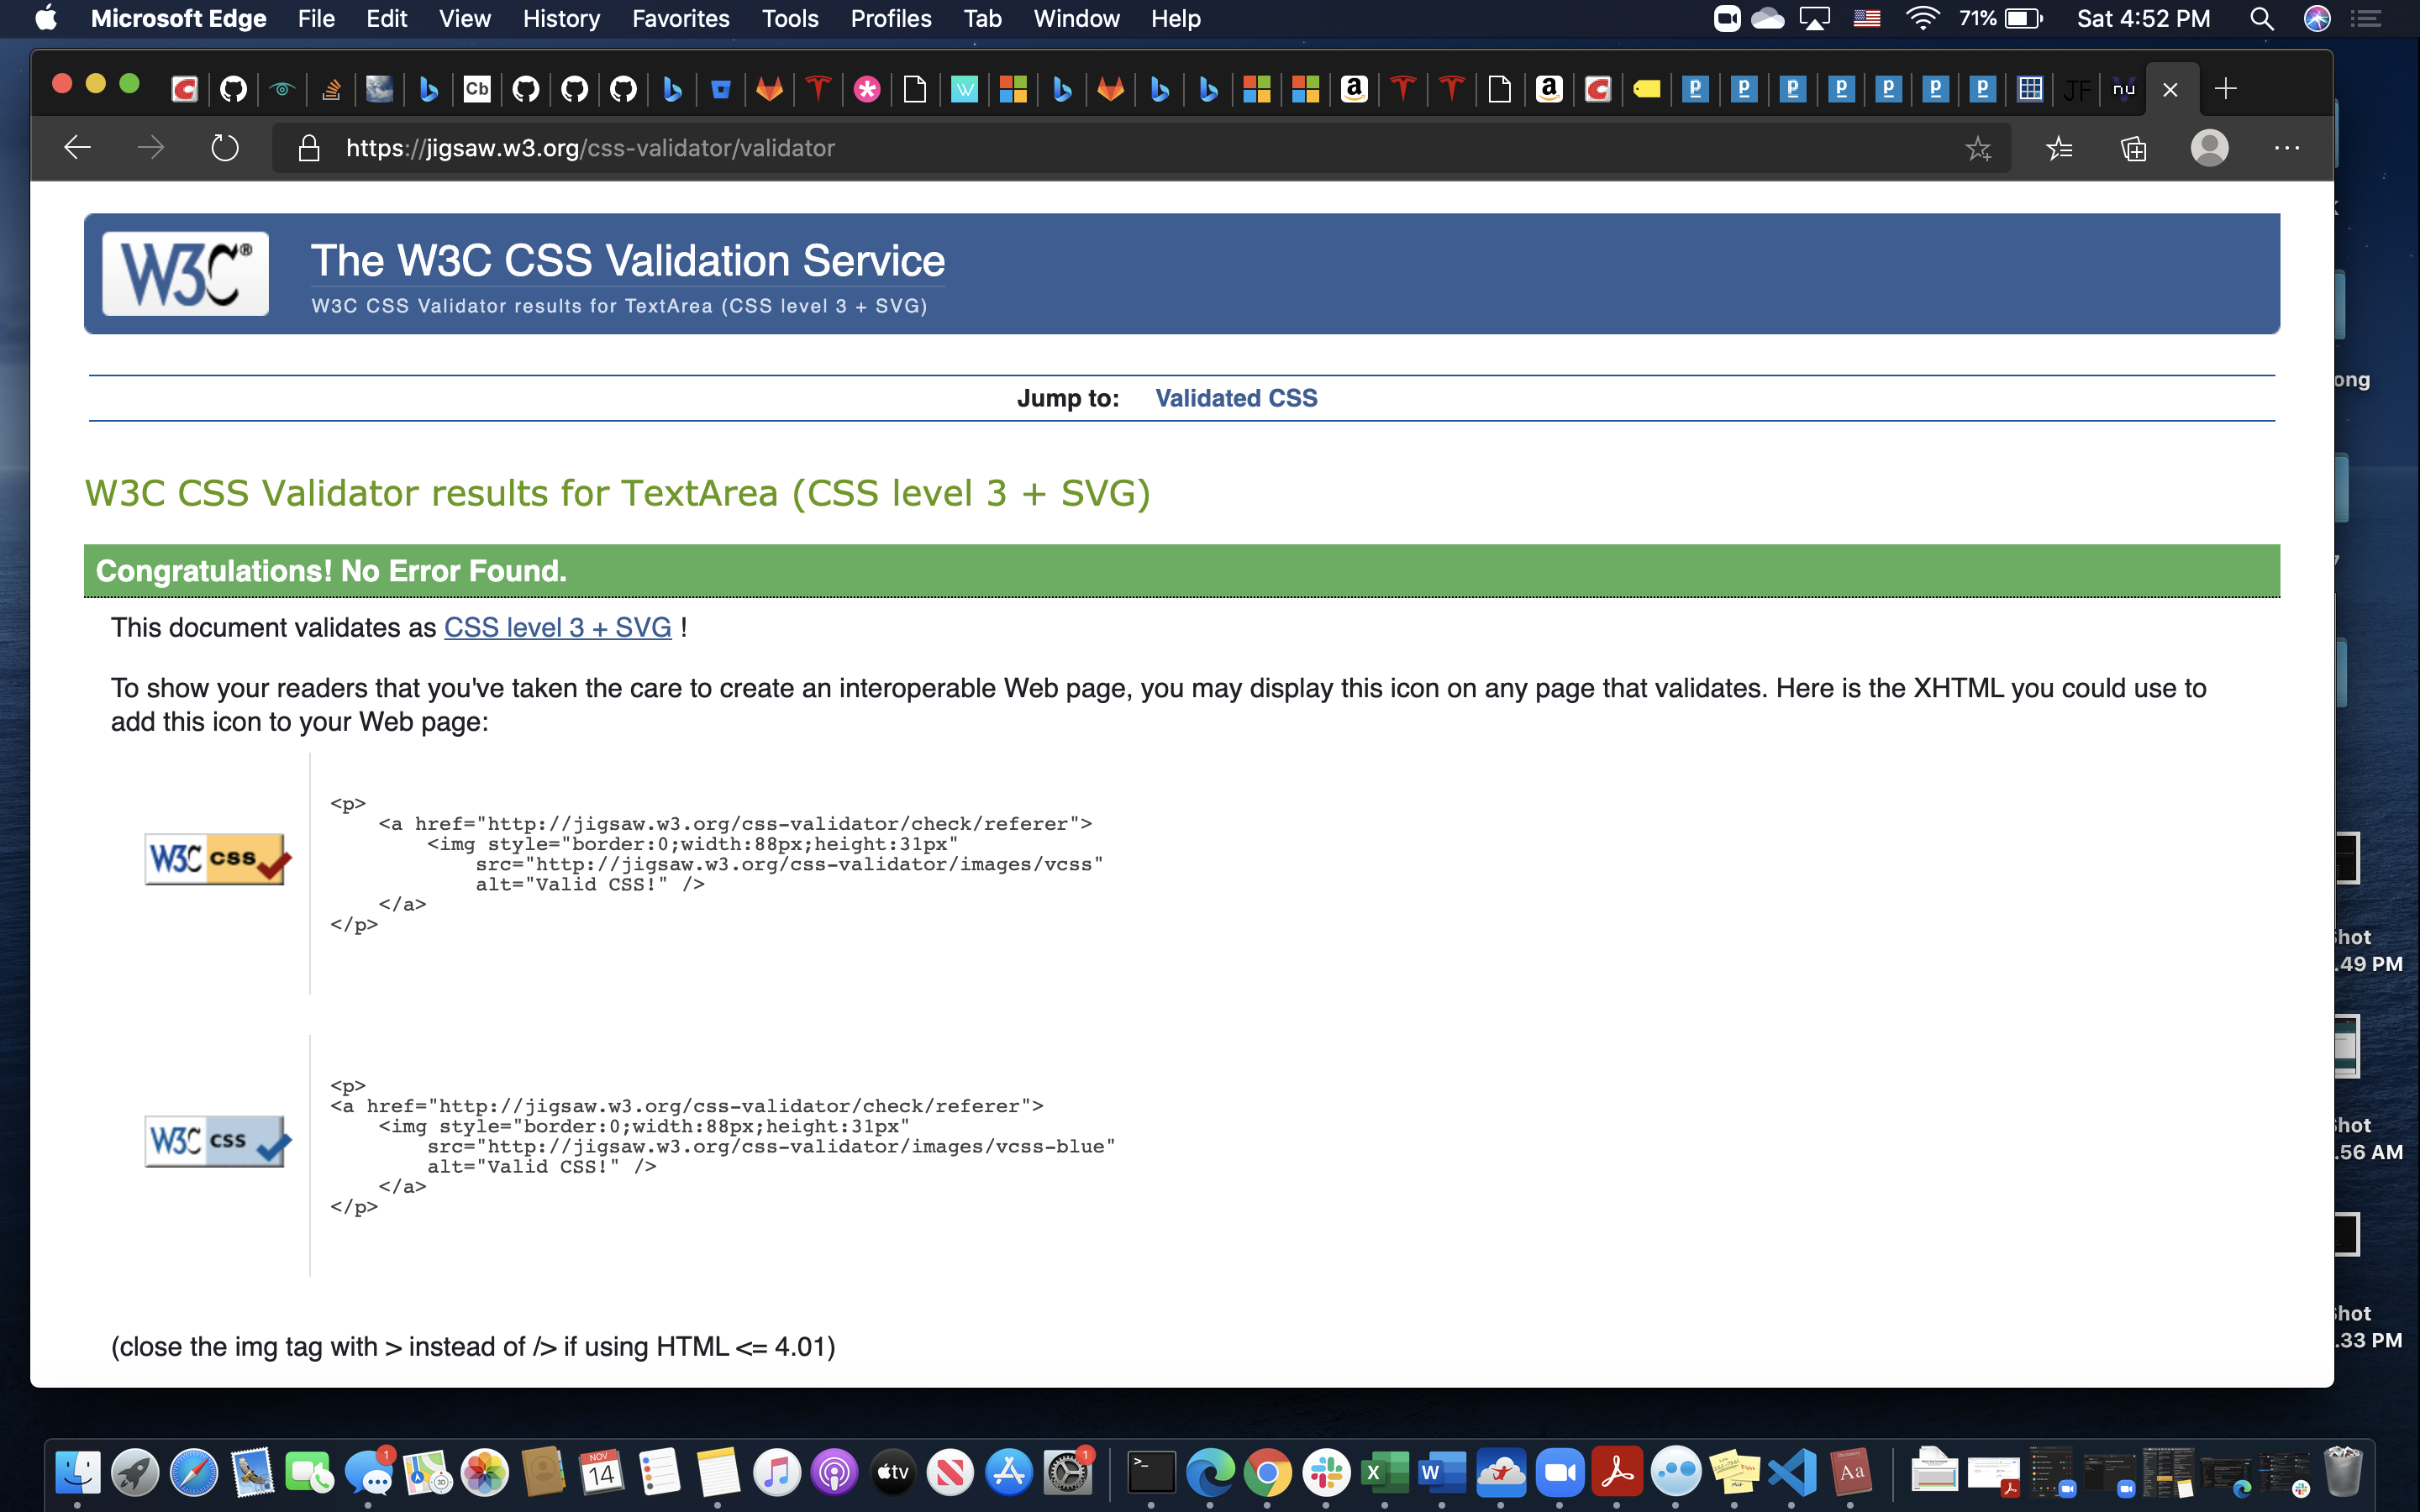 Microsoft Edge File Edit View History Favorites Tools Profiles Tab Window Help 71% Sat 4:52 PM
Cb W a a p p p p p p p JF nu
https://jigsaw.w3.org/css-validator/validator
W3C® The W3C CSS Validation Service
W3C CSS Validator results for TextArea (CSS level 3 + SVG)
Jump to: Validated CSS
W3C CSS Validator results for TextArea (CSS level 3 + SVG)
Congratulations! No Error Found.
This document validates as CSS level 3 + SVG !
To show your readers that you've taken the care to create an interoperable Web page, you may display this icon on any page that validates. Here is the XHTML you could use to
add this icon to your Web page:
W3C css
<p>
<a href="http://jigsaw.w3.org/css-validator/check/referer">
<img style="border:0;width:88px;height:31px"
src="http://jigsaw.w3.org/css-validator/images/vcss"
alt="Valid CSS!" />
</a>
</p>
W3C css
<p>
<a href="http://jigsaw.w3.org/css-validator/check/referer">
<img style="border:0;width:88px;height:31px"
src="http://jigsaw.w3.org/css-validator/images/vcss-blue"
alt="Valid CSS!" />
</a>
</p>
(close the img tag with > instead of /> if using HTML <= 4.01)
ong
hot
.49 PM
hot
.56 AM
hot
.33 PM
1 3D NOV 14 tv 1 >_ X W Aa